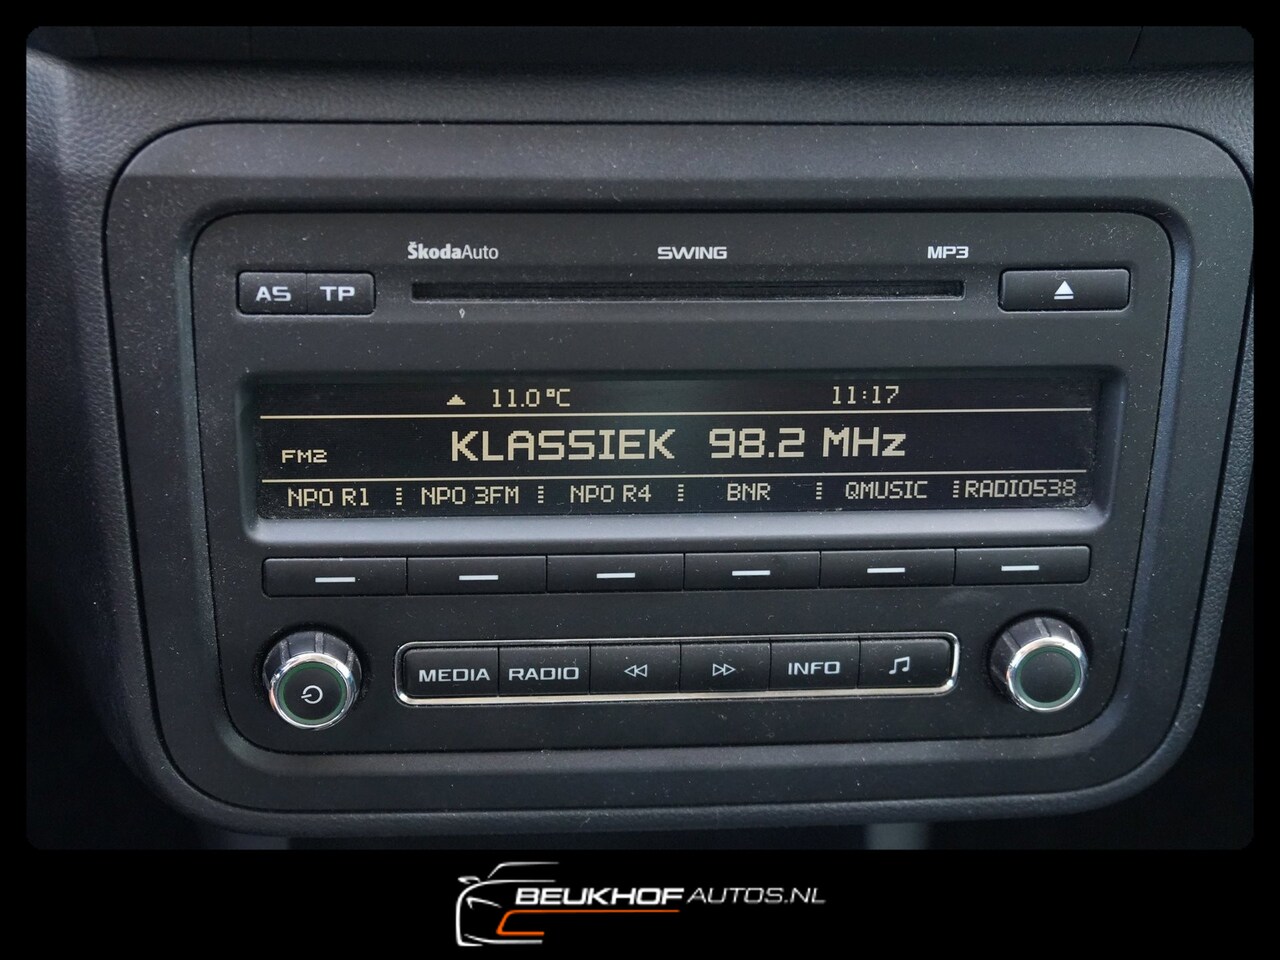 ŠkodaAuto SWING MP3
AS TP
11.0 °C 11:17
FM2 KLASSIEK 98.2 MHz
NPO R1 NPO 3FM NPO R4 BNR QMUSIC RADIO538
MEDIA RADIO INFO
BEUKHOFAUTOS.NL